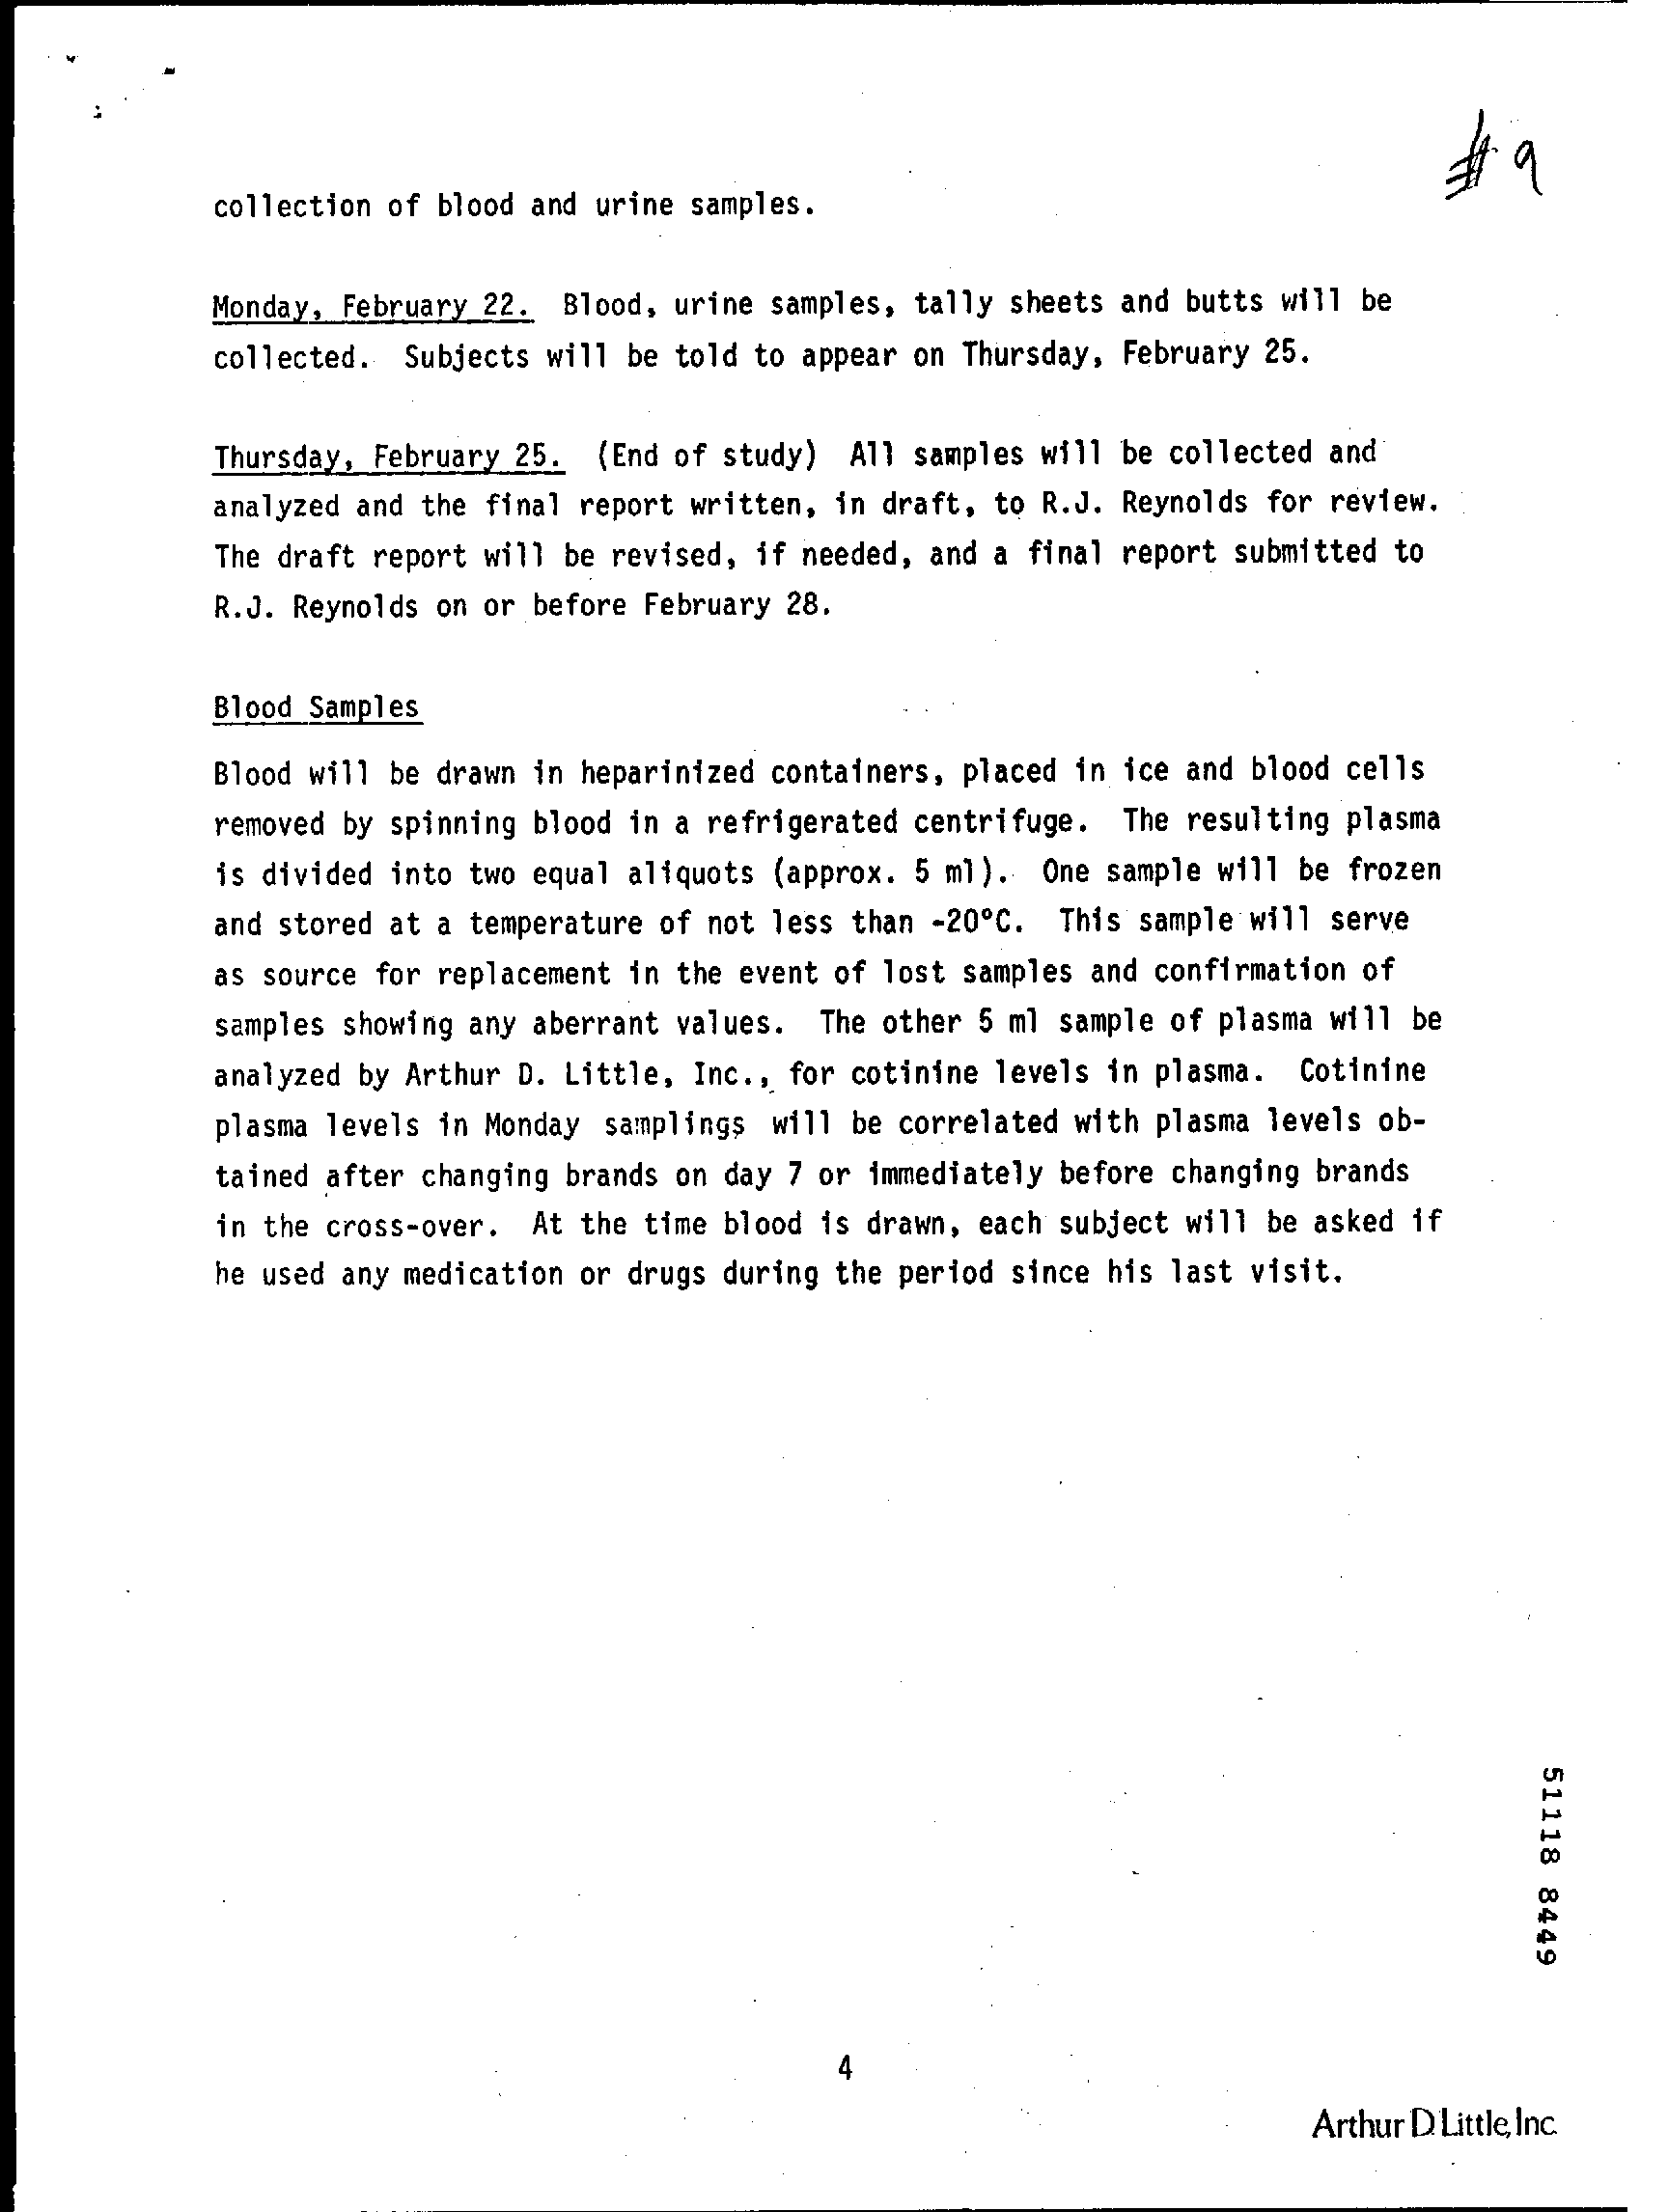 #9
collection of blood and urine samples.
Monday, February 22. Blood, urine samples, tally sheets and butts will be
collected. Subjects will be told to appear on Thursday, February 25.
Thursday, February 25. (End of study) All samples will be collected and
analyzed and the final report written, in draft, to R.J. Reynolds for review.
The draft report will be revised, if needed, and a final report submitted to
R.J. Reynolds on or before February 28.
Blood Samples
Blood will be drawn in heparinized containers, placed in ice and blood cells
removed by spinning blood in a refrigerated centrifuge. The resulting plasma
is divided into two equal aliquots (approx. 5 ml). One sample will be frozen
and stored at a temperature of not less than -20°C. This sample will serve
as source for replacement in the event of lost samples and confirmation of
samples showing any aberrant values. The other 5 ml sample of plasma will be
analyzed by Arthur D. Little, Inc., for cotinine levels in plasma. Cotinine
plasma levels in Monday samplings will be correlated with plasma levels ob-
tained after changing brands on day 7 or immediately before changing brands
in the cross-over. At the time blood is drawn, each subject will be asked if
he used any medication or drugs during the period since his last visit.
51118 8449
4
Arthur D. Little, Inc.